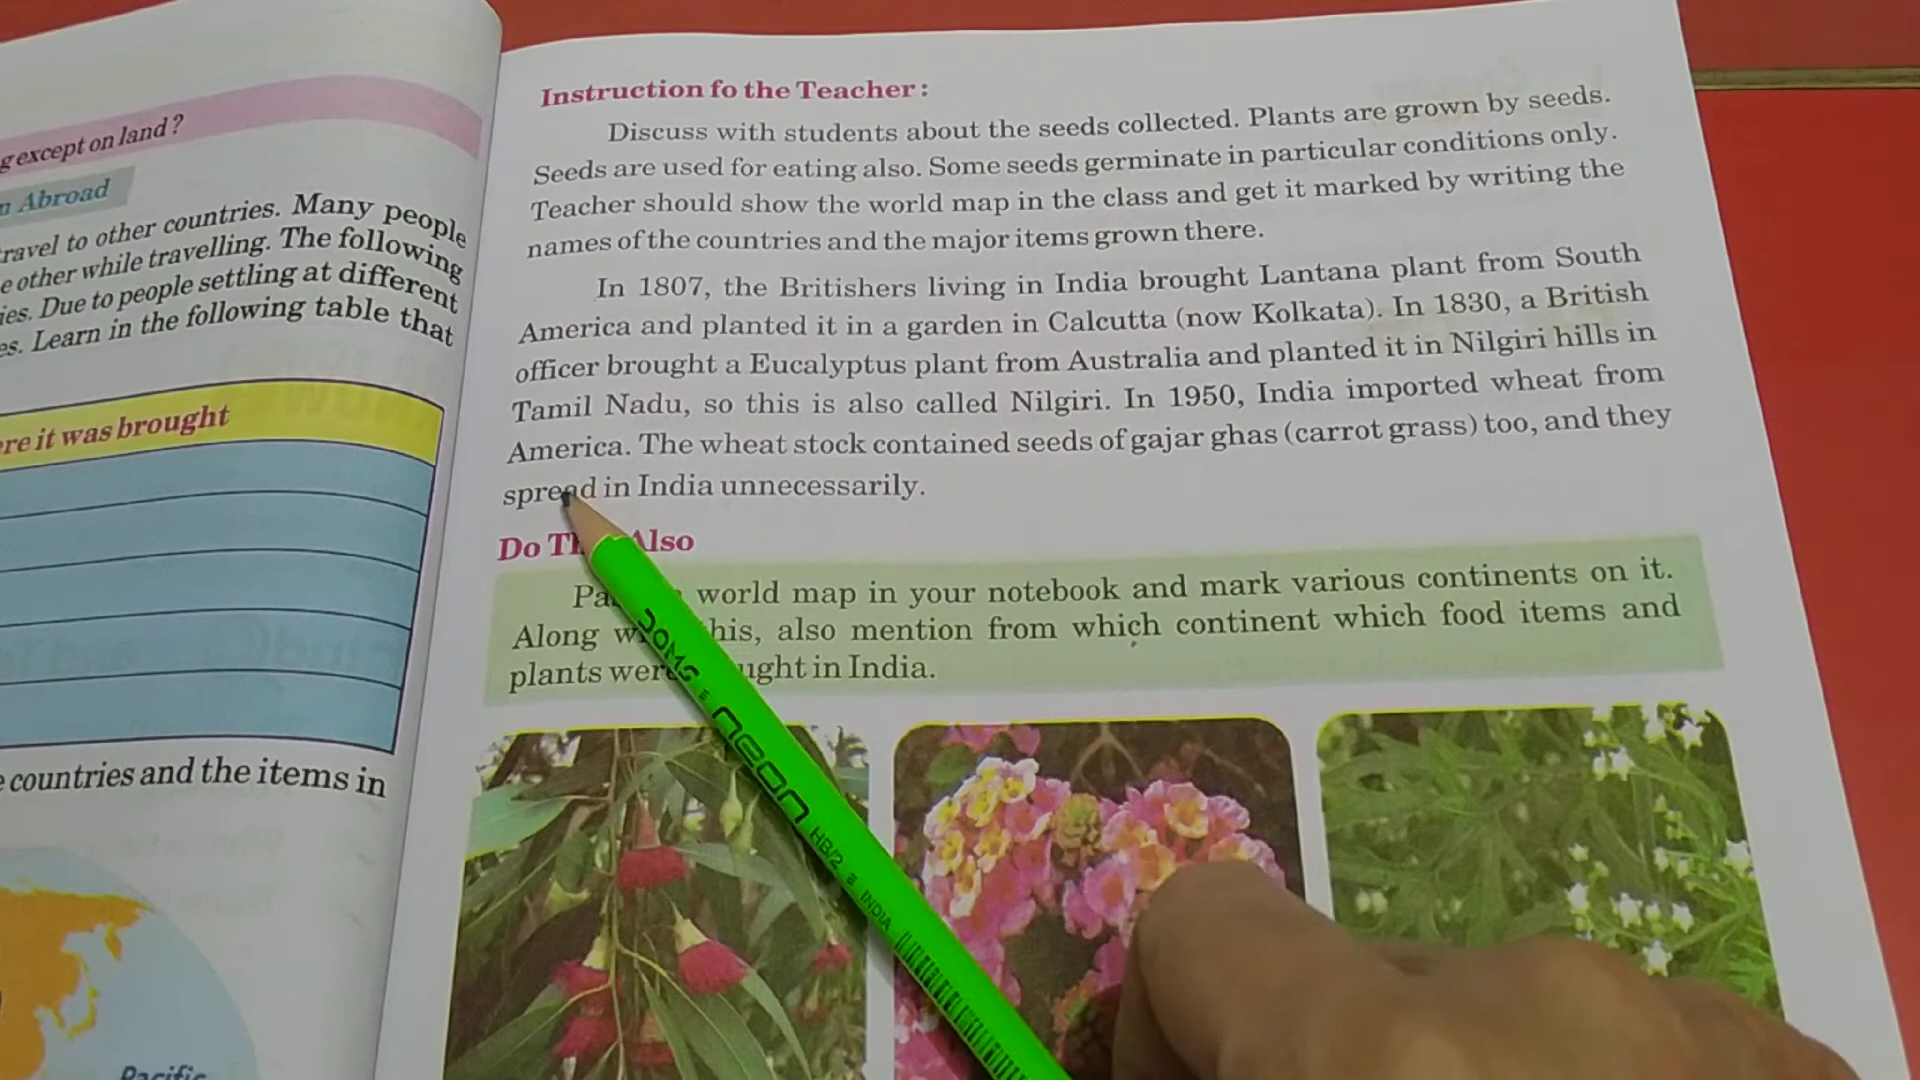 g except on land ?
n Abroad
ravel to other countries. Many people
e other while travelling. The following
ies. Due to people settling at different
es. Learn in the following table that
re it was brought
countries and the items in
Pacific
Instruction fo the Teacher :
Discuss with students about the seeds collected. Plants are grown by seeds.
Seeds are used for eating also. Some seeds germinate in particular conditions only.
Teacher should show the world map in the class and get it marked by writing the
names of the countries and the major items grown there.
In 1807, the Britishers living in India brought Lantana plant from South
America and planted it in a garden in Calcutta (now Kolkata). In 1830, a British
officer brought a Eucalyptus plant from Australia and planted it in Nilgiri hills in
Tamil Nadu, so this is also called Nilgiri. In 1950, India imported wheat from
America. The wheat stock contained seeds of gajar ghas (carrot grass) too, and they
spread in India unnecessarily.
Do Th Also
Pa world map in your notebook and mark various continents on it.
Along w his, also mention from which continent which food items and
plants were ught in India.
DOMS neon HB/2 INDIA